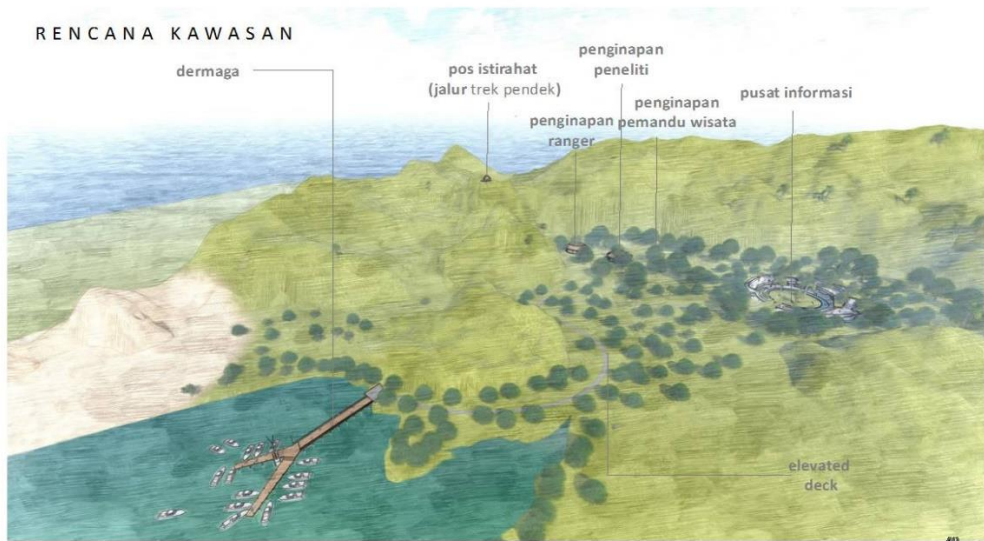 RENCANA KAWASAN
dermaga
pos istirahat
(jalur trek pendek)
penginapan
peneliti
penginapan
ranger
penginapan
pemandu wisata
pusat informasi
elevated
deck